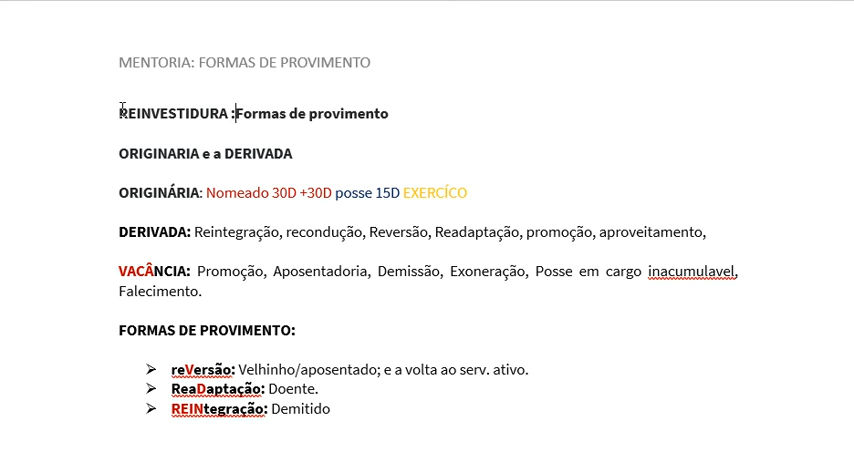 MENTORIA: FORMAS DE PROVIMENTO
REINVESTIDURA :Formas de provimento
ORIGINARIA e a DERIVADA
ORIGINÁRIA: Nomeado 30D +30D posse 15D EXERCÍCO
DERIVADA: Reintegração, recondução, Reversão, Readaptação, promoção, aproveitamento,
VACÂNCIA: Promoção, Aposentadoria, Demissão, Exoneração, Posse em cargo inacumulavel,
Falecimento.
FORMAS DE PROVIMENTO:
➢ reVersão: Velhinho/aposentado; e a volta ao serv. ativo.
➢ ReaDaptação: Doente.
➢ REINtegração: Demitido